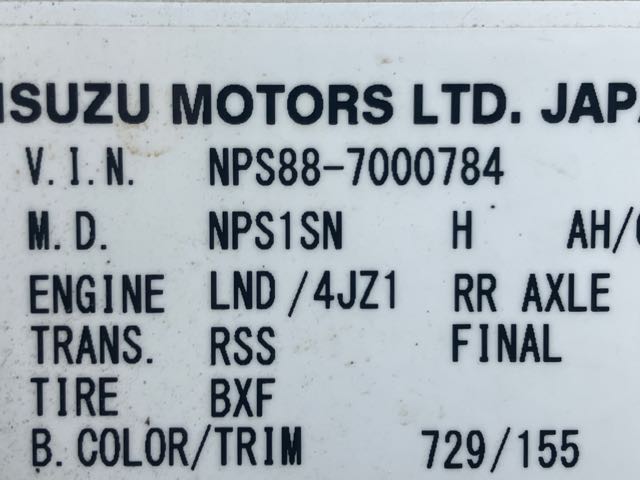 ISUZU MOTORS LTD. JAPA
V.I.N. NPS88-7000784
M.D. NPS1SN H AH/
ENGINE LND /4JZ1 RR AXLE
TRANS. RSS FINAL
TIRE BXF
B.COLOR/TRIM 729/155